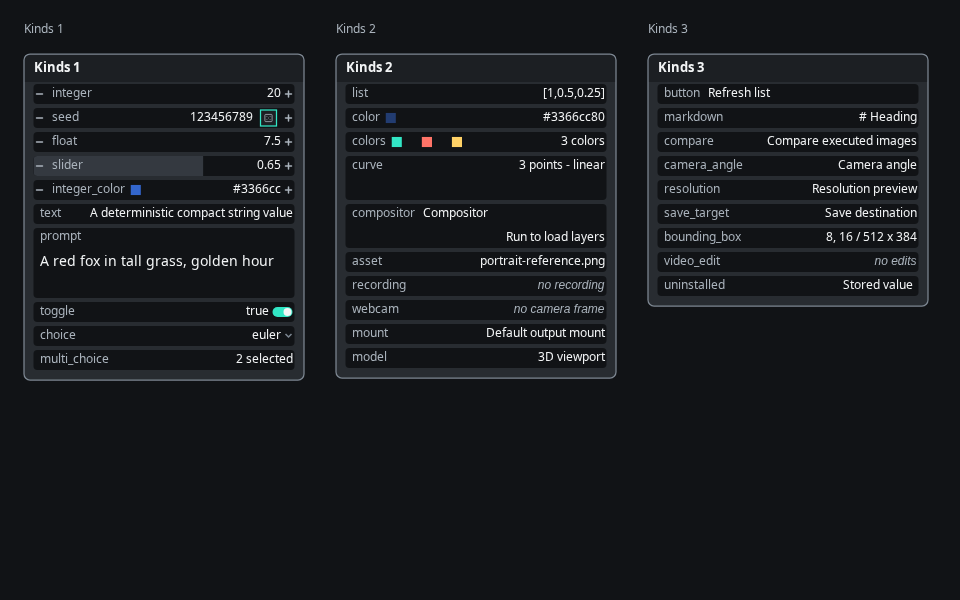 Kinds 1
Kinds 2
Kinds 3
Kinds 1
integer 20
seed 123456789
float 7.5
slider 0.65
integer_color #3366cc
text A deterministic compact string value
prompt
A red fox in tall grass, golden hour
toggle true
choice euler
multi_choice 2 selected
Kinds 2
list [1,0.5,0.25]
color #3366cc80
colors 3 colors
curve 3 points - linear
compositor Compositor
Run to load layers
asset portrait-reference.png
recording no recording
webcam no camera frame
mount Default output mount
model 3D viewport
Kinds 3
button Refresh list
markdown # Heading
compare Compare executed images
camera_angle Camera angle
resolution Resolution preview
save_target Save destination
bounding_box 8, 16 / 512 x 384
video_edit no edits
uninstalled Stored value